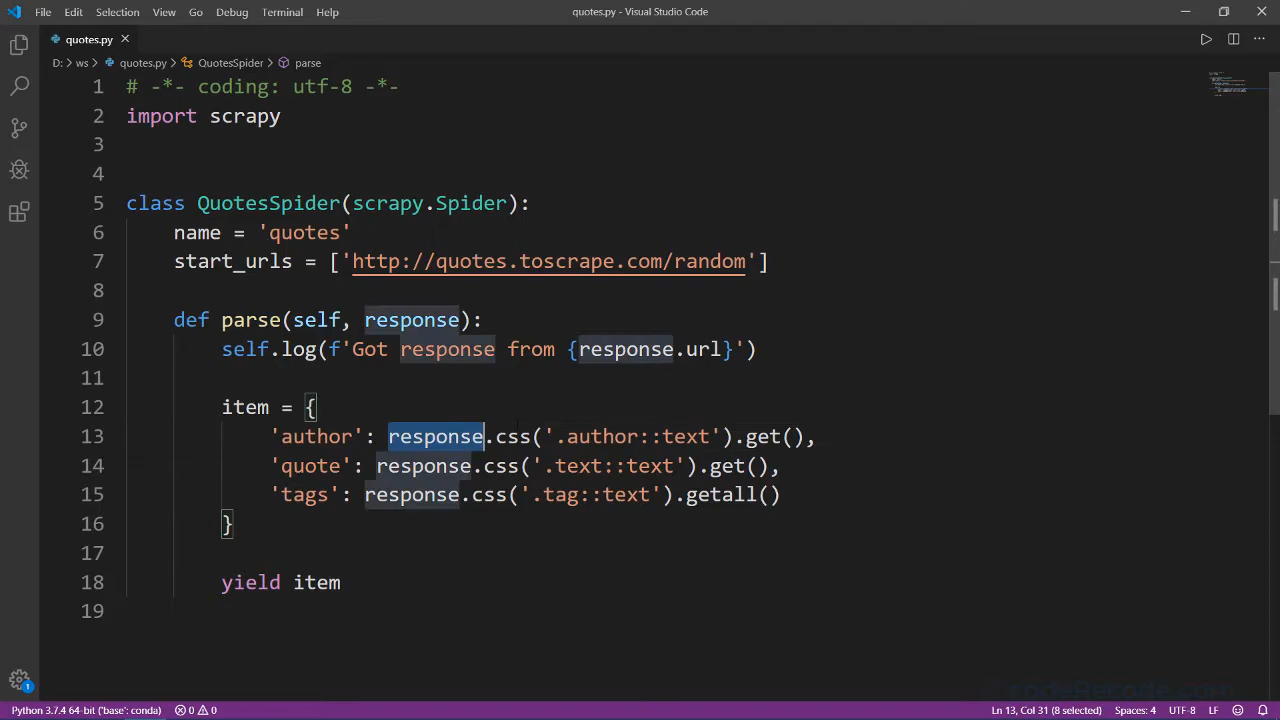 File Edit Selection View Go Debug Terminal Help quotes.py - Visual Studio Code
quotes.py
D: > ws > quotes.py > QuotesSpider > parse
1 # -*- coding: utf-8 -*-
2 import scrapy
3
4
5 class QuotesSpider(scrapy.Spider):
6 name = 'quotes'
7 start_urls = ['http://quotes.toscrape.com/random']
8
9 def parse(self, response):
10 self.log(f'Got response from {response.url}')
11
12 item = {
13 'author': response.css('.author::text').get(),
14 'quote': response.css('.text::text').get(),
15 'tags': response.css('.tag::text').getall()
16 }
17
18 yield item
19
codeRecode.com
1
Python 3.7.4 64-bit ('base': conda) 0 0 Ln 13, Col 31 (8 selected) Spaces: 4 UTF-8 LF Python